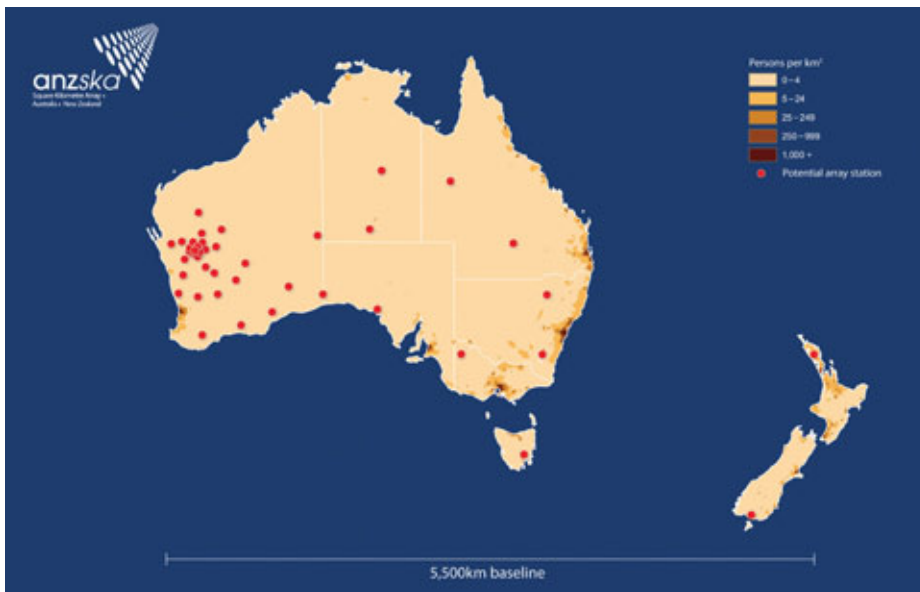 anzska
Square Kilometre Array •
Australia • New Zealand
Persons per km²
0–4
5–24
25–249
250–999
1,000 +
Potential array station
5,500km baseline